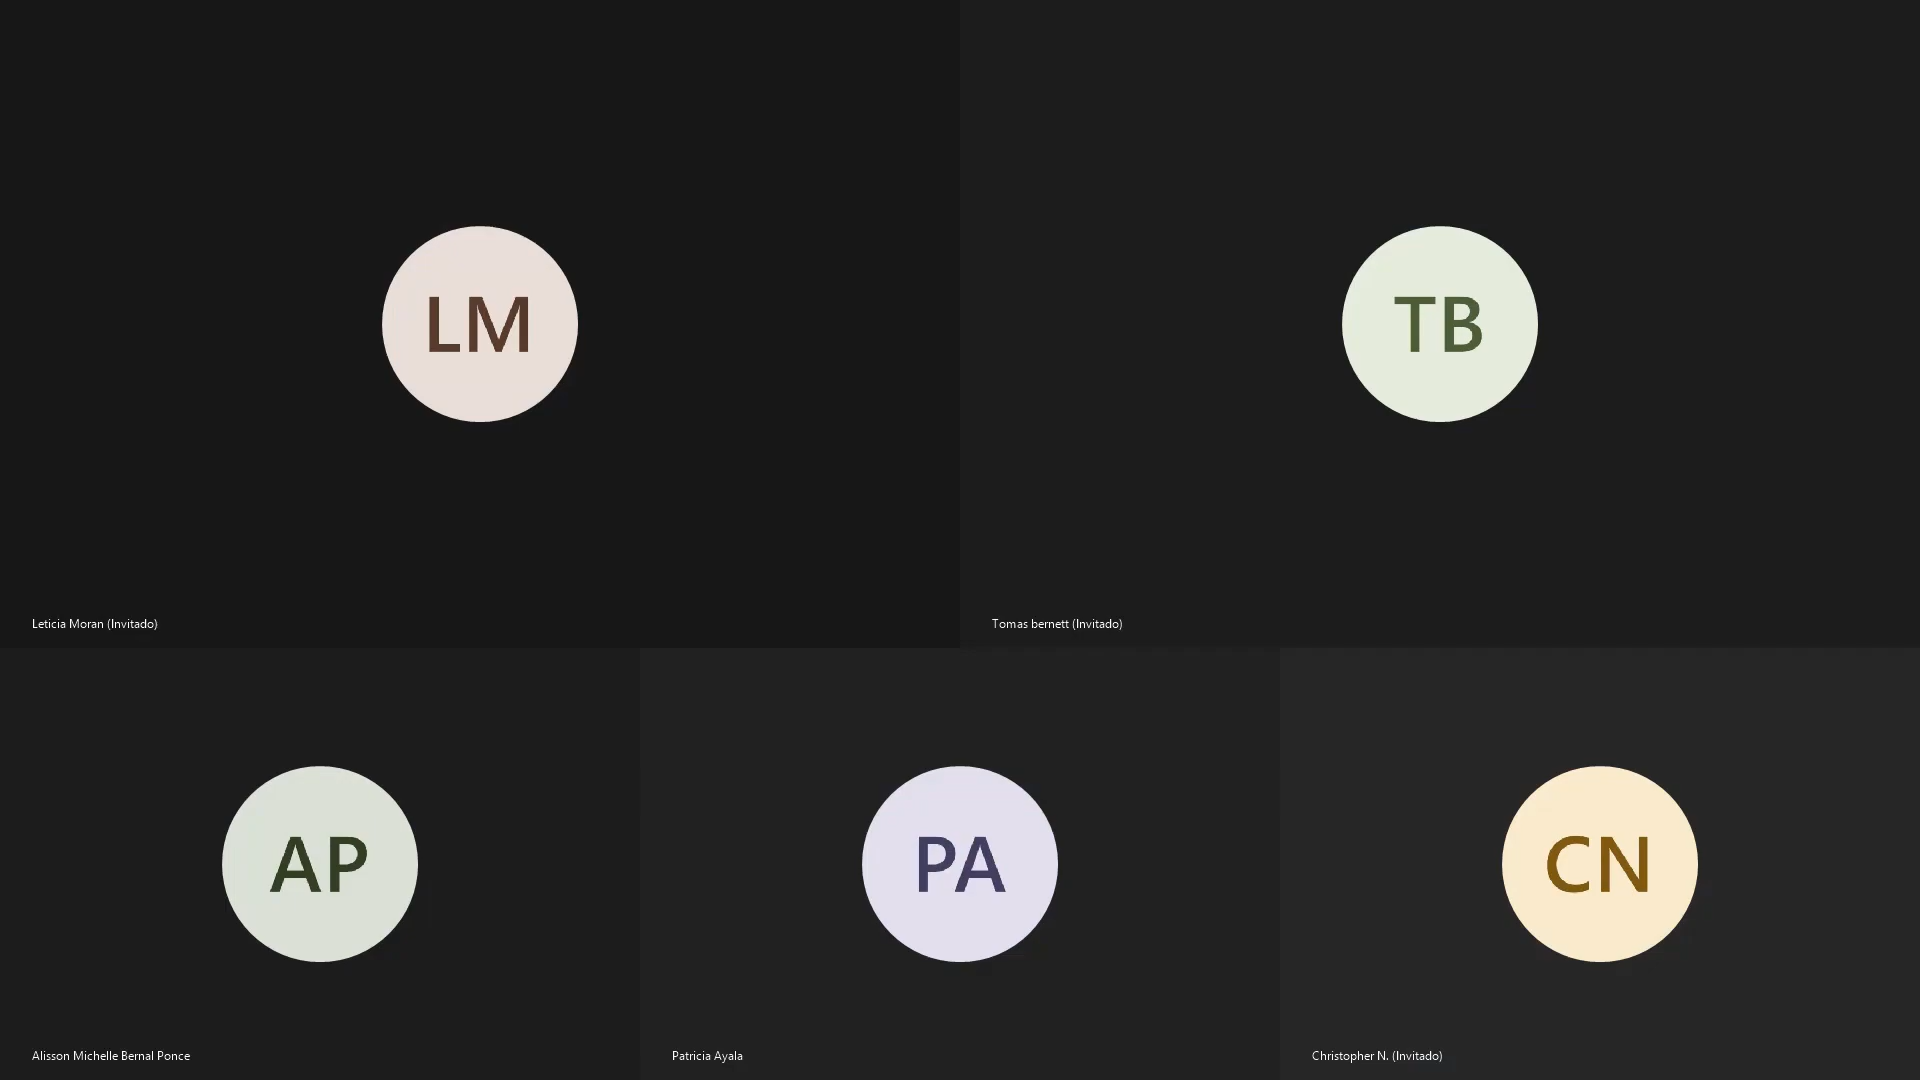 LM
TB
Leticia Moran (Invitado)
Tomas bernett (Invitado)
AP
PA
CN
Alisson Michelle Bernal Ponce
Patricia Ayala
Christopher N. (Invitado)